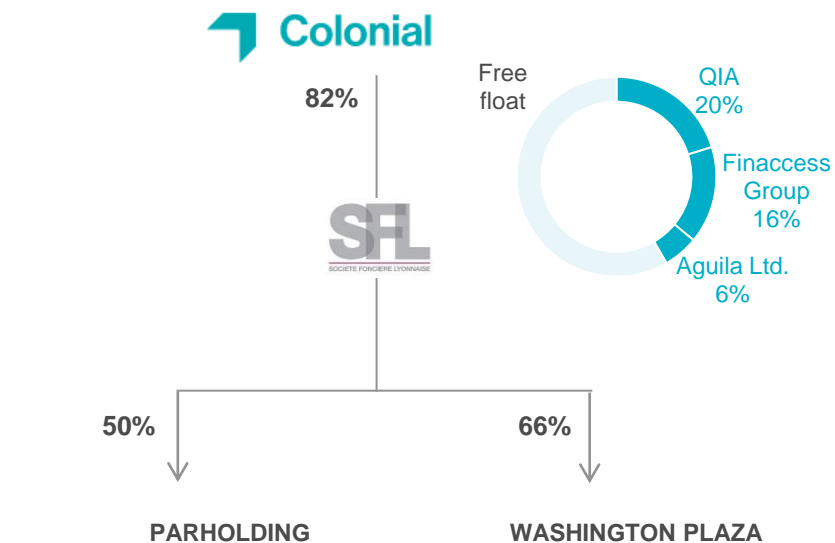 Colonial
82%
Free
float
QIA
20%
Finaccess
Group
16%
Aguila Ltd.
6%
SFL
SOCIETE FONCIERE LYONNAISE
50%
66%
PARHOLDING
WASHINGTON PLAZA